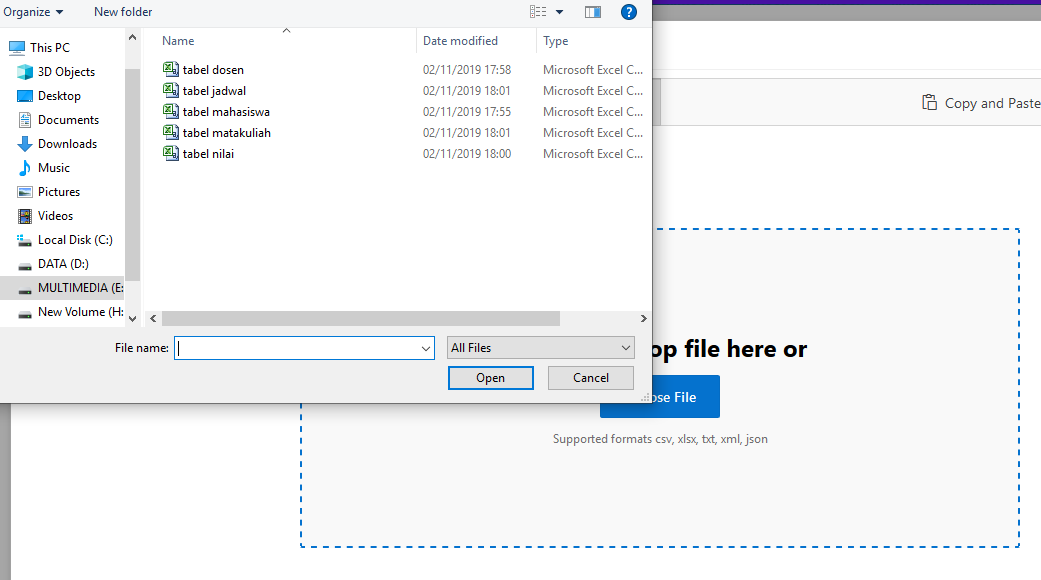 Organize New folder ?
Name Date modified Type
This PC
3D Objects
Desktop
Documents
Downloads
Music
Pictures
Videos
Local Disk (C:)
DATA (D:)
MULTIMEDIA (E:
New Volume (H:
tabel dosen 02/11/2019 17:58 Microsoft Excel C...
tabel jadwal 02/11/2019 18:01 Microsoft Excel C...
tabel mahasiswa 02/11/2019 17:55 Microsoft Excel C...
tabel matakuliah 02/11/2019 18:01 Microsoft Excel C...
tabel nilai 02/11/2019 18:00 Microsoft Excel C...
File name: All Files
Open Cancel
Copy and Paste
op file here or
ose File
Supported formats csv, xlsx, txt, xml, json